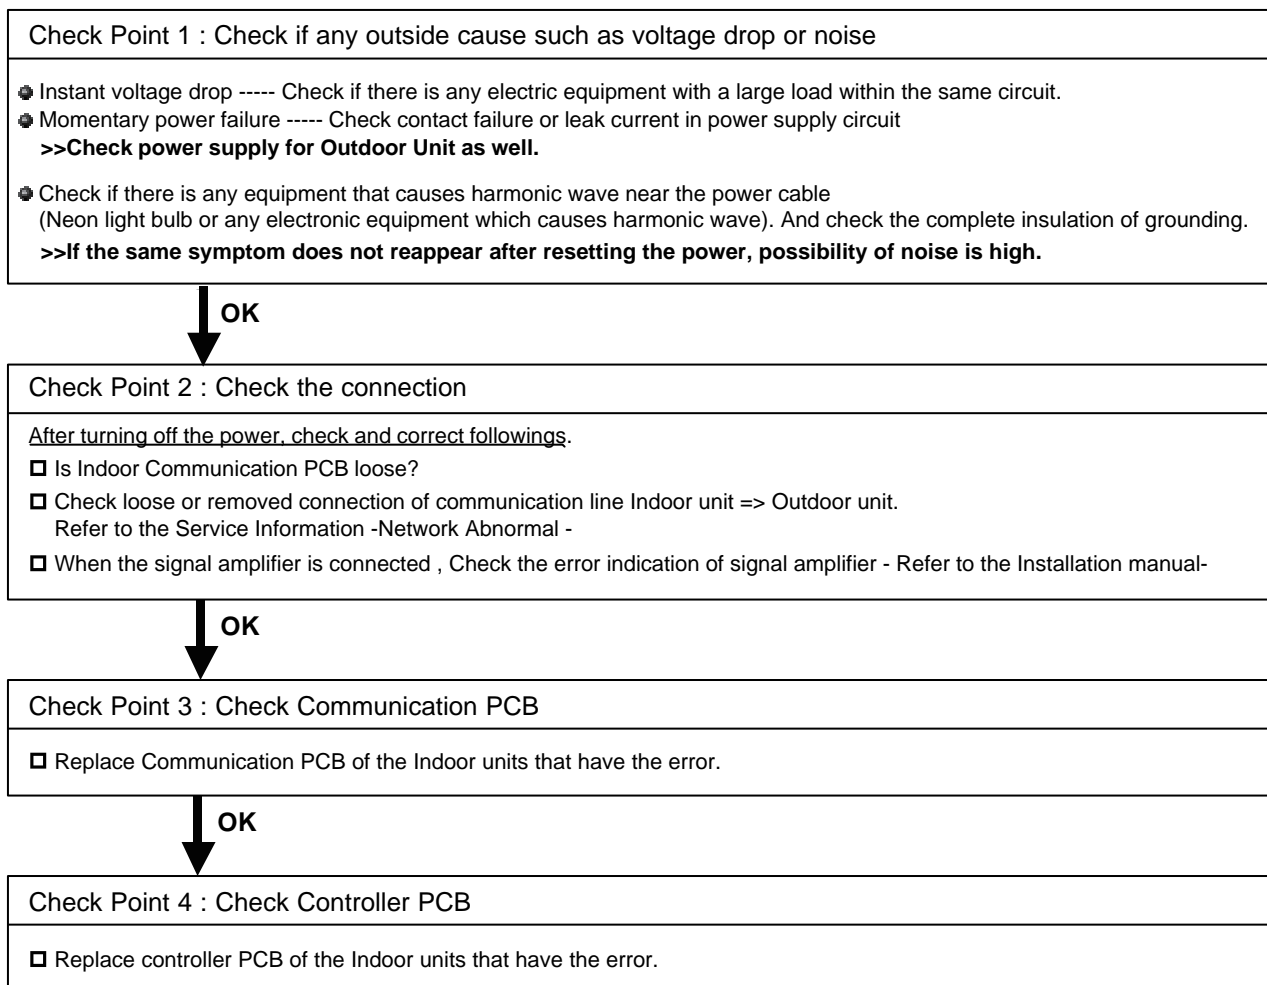 Check Point 1 : Check if any outside cause such as voltage drop or noise
Instant voltage drop ----- Check if there is any electric equipment with a large load within the same circuit.
Momentary power failure ----- Check contact failure or leak current in power supply circuit
>>Check power supply for Outdoor Unit as well.
Check if there is any equipment that causes harmonic wave near the power cable
(Neon light bulb or any electronic equipment which causes harmonic wave). And check the complete insulation of grounding.
>>If the same symptom does not reappear after resetting the power, possibility of noise is high.
OK
Check Point 2 : Check the connection
After turning off the power, check and correct followings.
Is Indoor Communication PCB loose?
Check loose or removed connection of communication line Indoor unit => Outdoor unit.
Refer to the Service Information -Network Abnormal -
When the signal amplifier is connected , Check the error indication of signal amplifier - Refer to the Installation manual-
OK
Check Point 3 : Check Communication PCB
Replace Communication PCB of the Indoor units that have the error.
OK
Check Point 4 : Check Controller PCB
Replace controller PCB of the Indoor units that have the error.